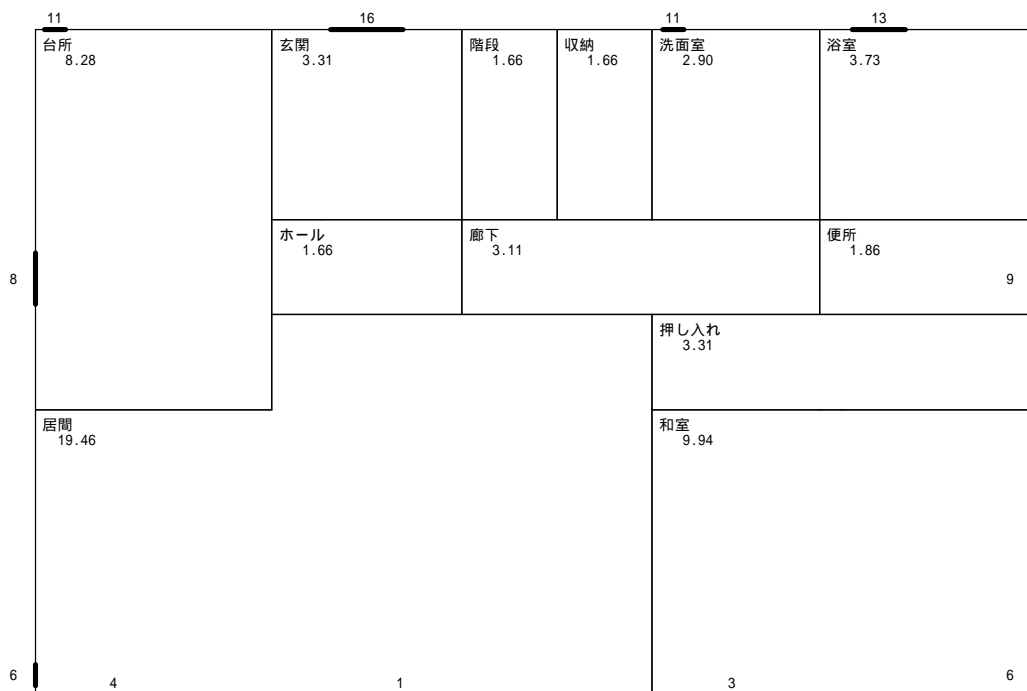 11
16
11
13
台所
8.28
玄関
3.31
階段
1.66
収納
1.66
洗面室
2.90
浴室
3.73
ホール
1.66
廊下
3.11
便所
1.86
8
9
押し入れ
3.31
居間
19.46
和室
9.94
6
4
1
3
6